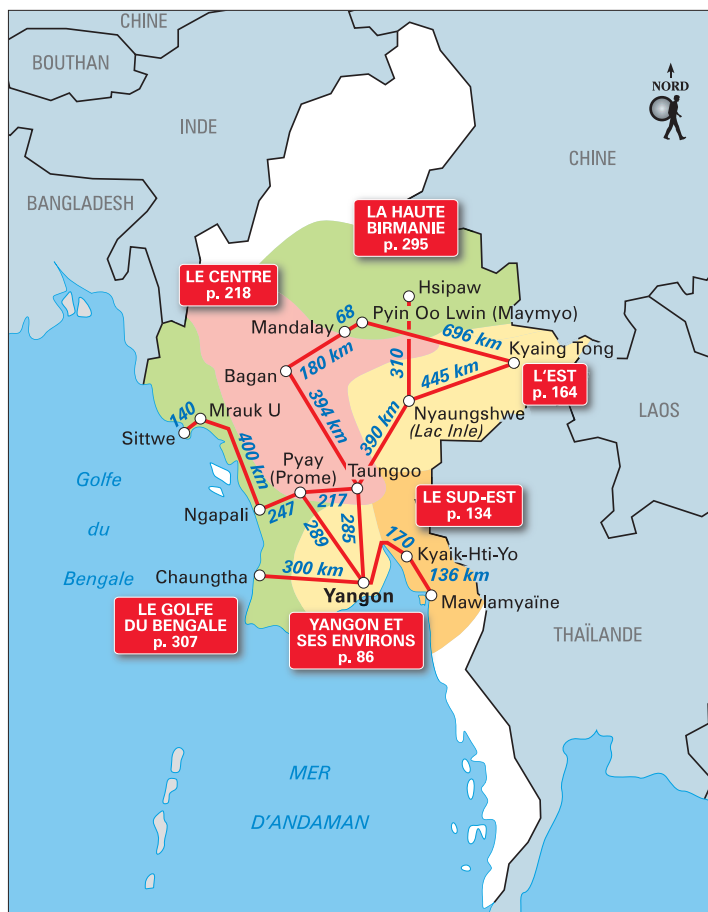 CHINE
BOUTHAN
NORD
INDE
CHINE
BANGLADESH
LA HAUTE
BIRMANIE
p. 295
LE CENTRE
p. 218
Hsipaw
68
Pyin Oo Lwin (Maymyo)
Mandalay
696 km
180 km
Kyaing Tong
310
445 km
L'EST
p. 164
Bagan
394 km
Nyaungshwe
(Lac Inle)
LAOS
140
Mrauk U
390 km
Sittwe
400 km
Pyay
(Prome)
Taungoo
Golfe
du
Bengale
LE SUD-EST
p. 134
217
247
Ngapali
289
285
170
Kyaik-Hti-Yo
Chaungtha
300 km
136 km
Yangon
Mawlamyaïne
LE GOLFE
DU BENGALE
p. 307
YANGON ET
SES ENVIRONS
p. 86
THAÏLANDE
MER
D'ANDAMAN